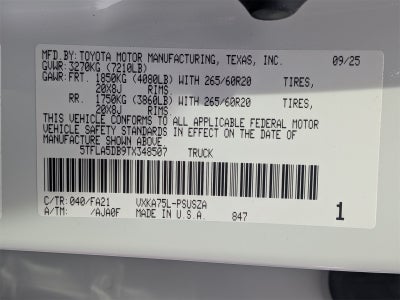 MFD.BY: TOYOTA MOTOR MANUFACTURING, TEXAS, INC. 09/25
GVWR: 3270KG (7210LB)
GAWR:FRT. 1850KG (4080LB) WITH 265/60R20 TIRES,
20X8J RIMS.
RR. 1750KG (3860LB) WITH 265/60R20 TIRES,
20X8J RIMS.
THIS VEHICLE CONFORMS TO ALL APPLICABLE FEDERAL MOTOR
VEHICLE SAFETY STANDARDS IN EFFECT ON THE DATE OF
MANUFACTURE SHOWN ABOVE.
5TFLA5DB9TX348507 TRUCK
C/TR: 040/FA21 VXKA75L-PSUSZA
A/TM: /AJA0F MADE IN U.S.A 847 1